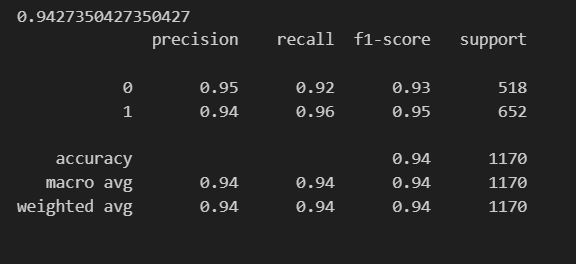 0.9427350427350427
precision recall f1-score support
0 0.95 0.92 0.93 518
1 0.94 0.96 0.95 652
accuracy 0.94 1170
macro avg 0.94 0.94 0.94 1170
weighted avg 0.94 0.94 0.94 1170